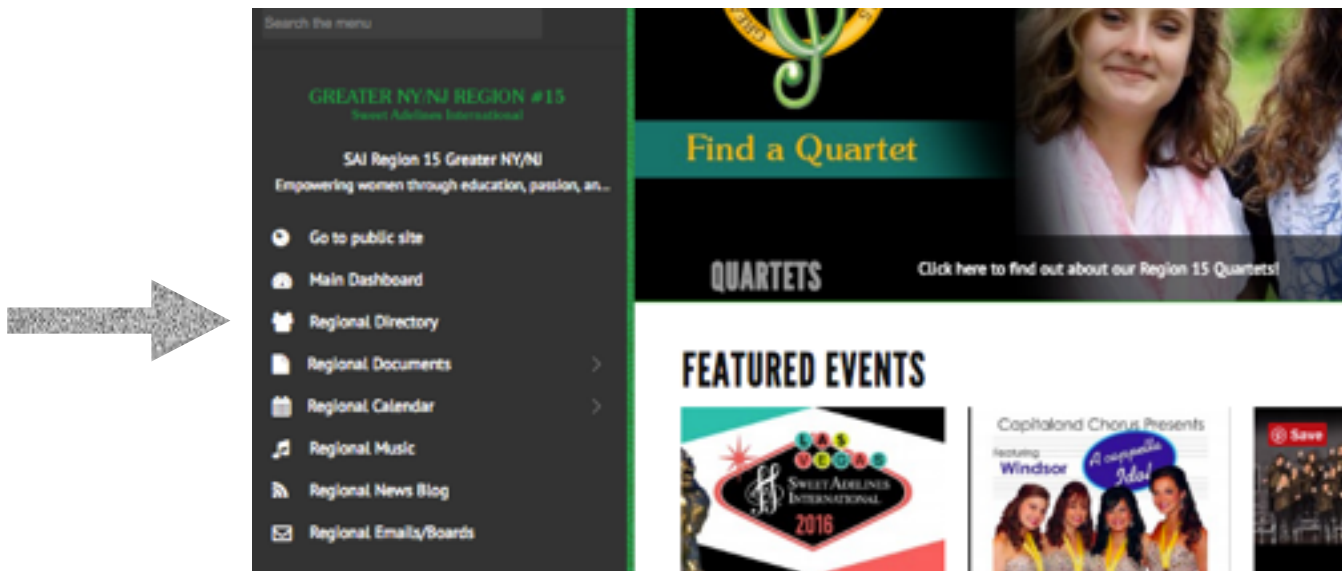 Search the menu
GREATER NY/NJ REGION #15
Sweet Adelines International
SAI Region 15 Greater NY/NJ
Empowering women through education, passion, an...
Go to public site
Main Dashboard
Regional Directory
Regional Documents
Regional Calendar
Regional Music
Regional News Blog
Regional Emails/Boards
Find a Quartet
QUARTETS
Click here to find out about our Region 15 Quartets!
FEATURED EVENTS
LAS
VEGAS
SWEET ADELINES
INTERNATIONAL
2016
Capitaland Chorus Presents
Featuring
Windsor
A cappella
Idol
Save